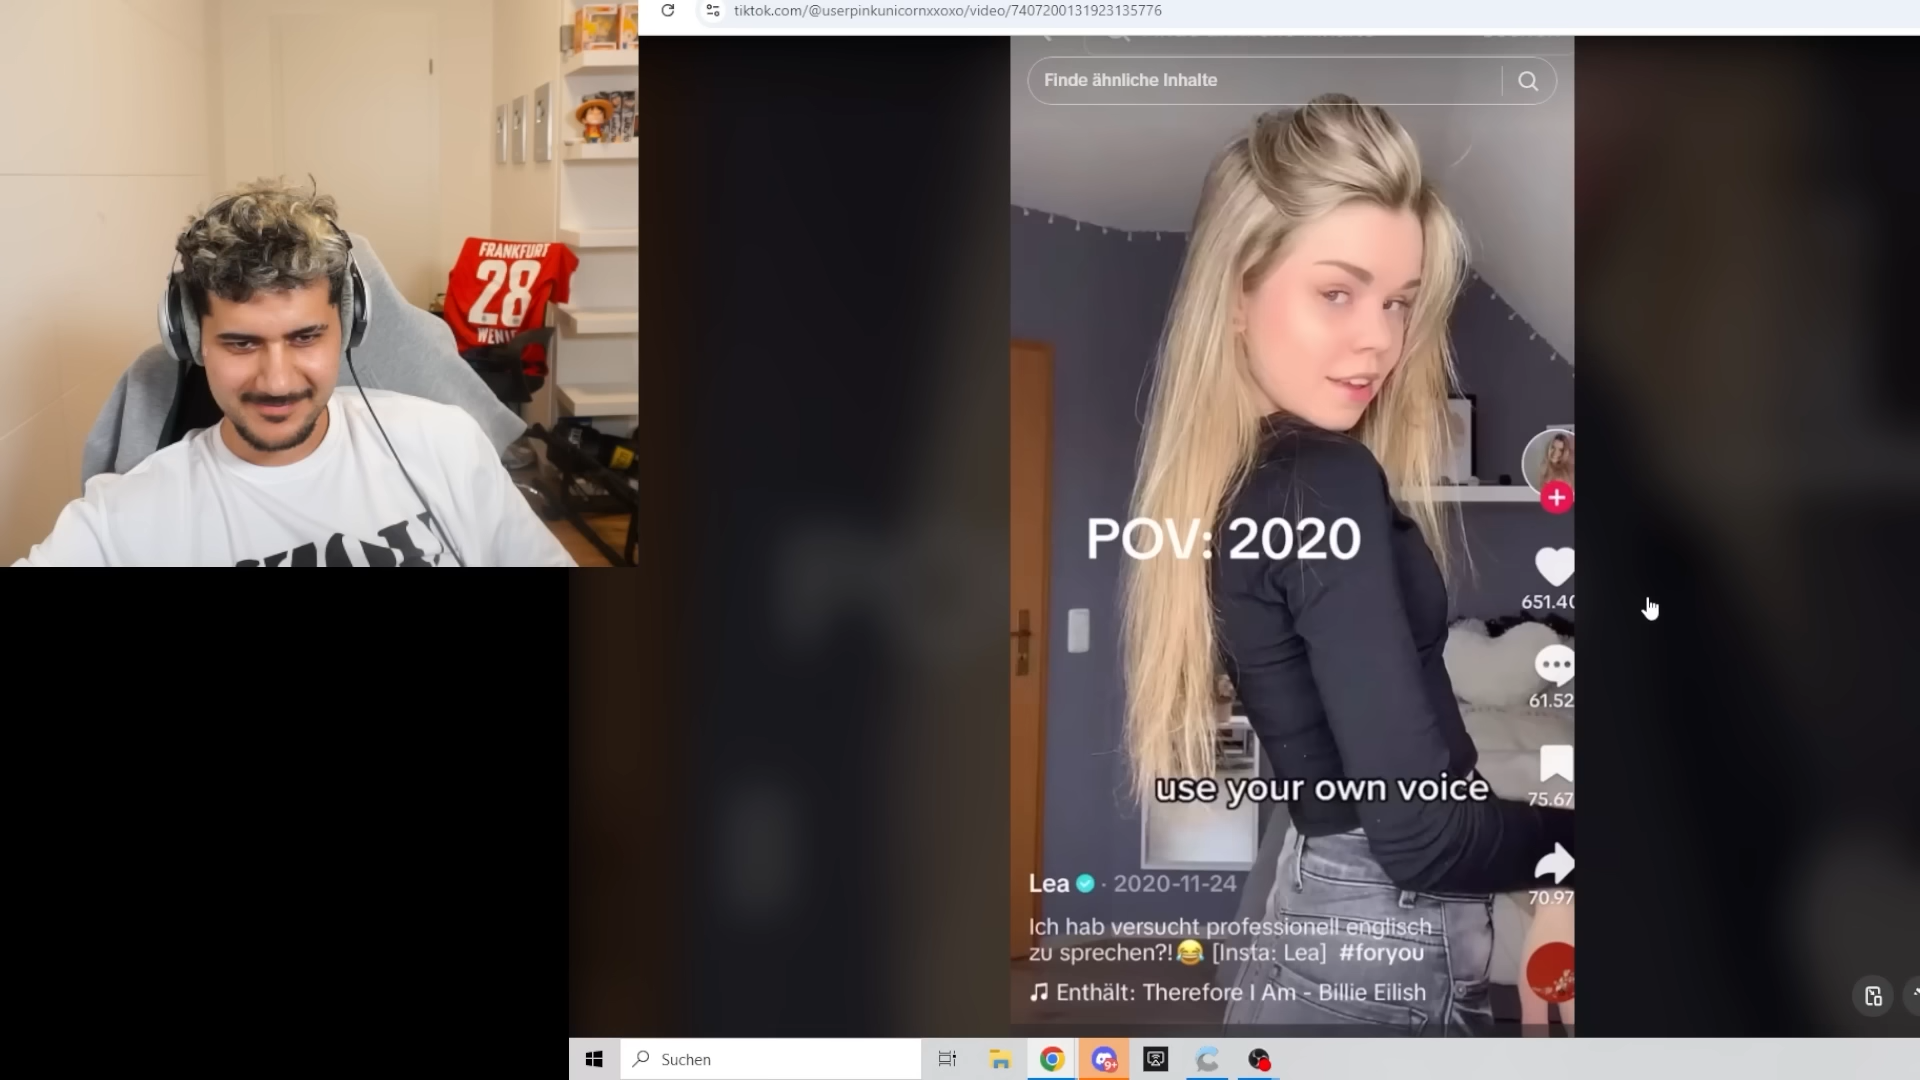 tiktok.com/@userpinkunicornxxoxo/video/7407200131923135776
Finde ähnliche Inhalte
FRANKFURT
28
POV: 2020
651.40
61.52
use your own voice
75.67
Lea · 2020-11-24
70.97
Ich hab versucht professionell englisch
zu sprechen?!😂 [Insta: Lea] #foryou
Enthält: Therefore I Am - Billie Eilish
Suchen
9+